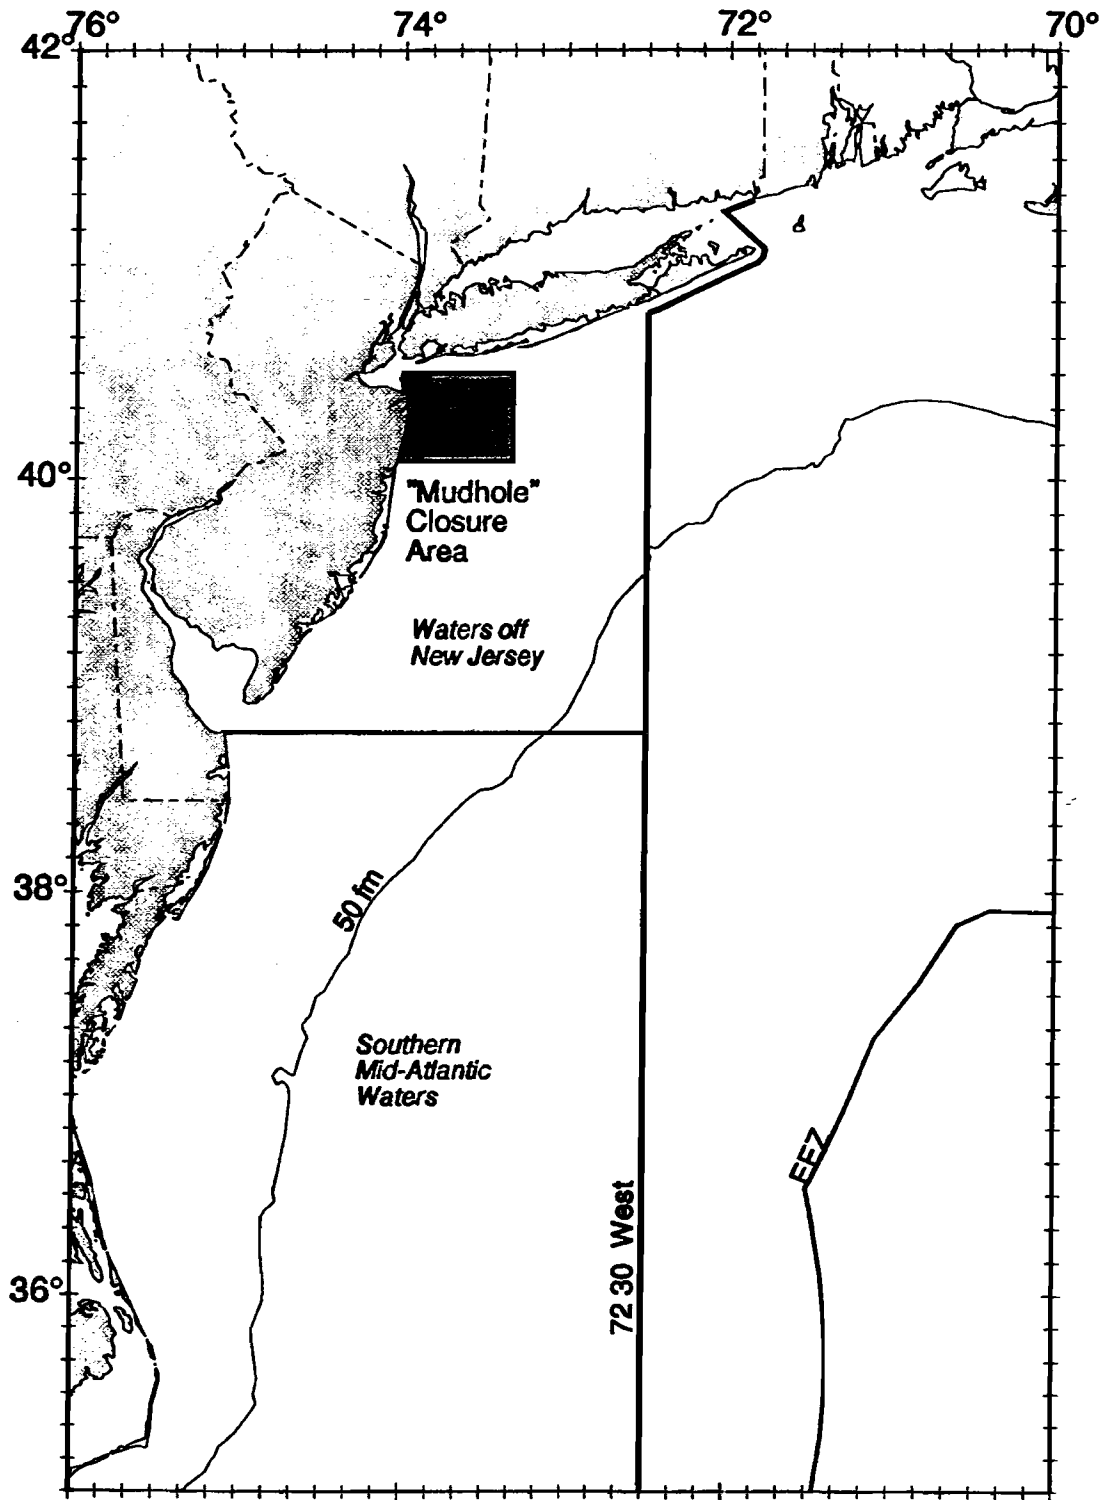 76°
74°
72°
70°
42°
40°
"Mudhole"
Closure
Area
Waters off
New Jersey
38°
50 fm
Southern
Mid-Atlantic
Waters
EEZ
72 30 West
36°